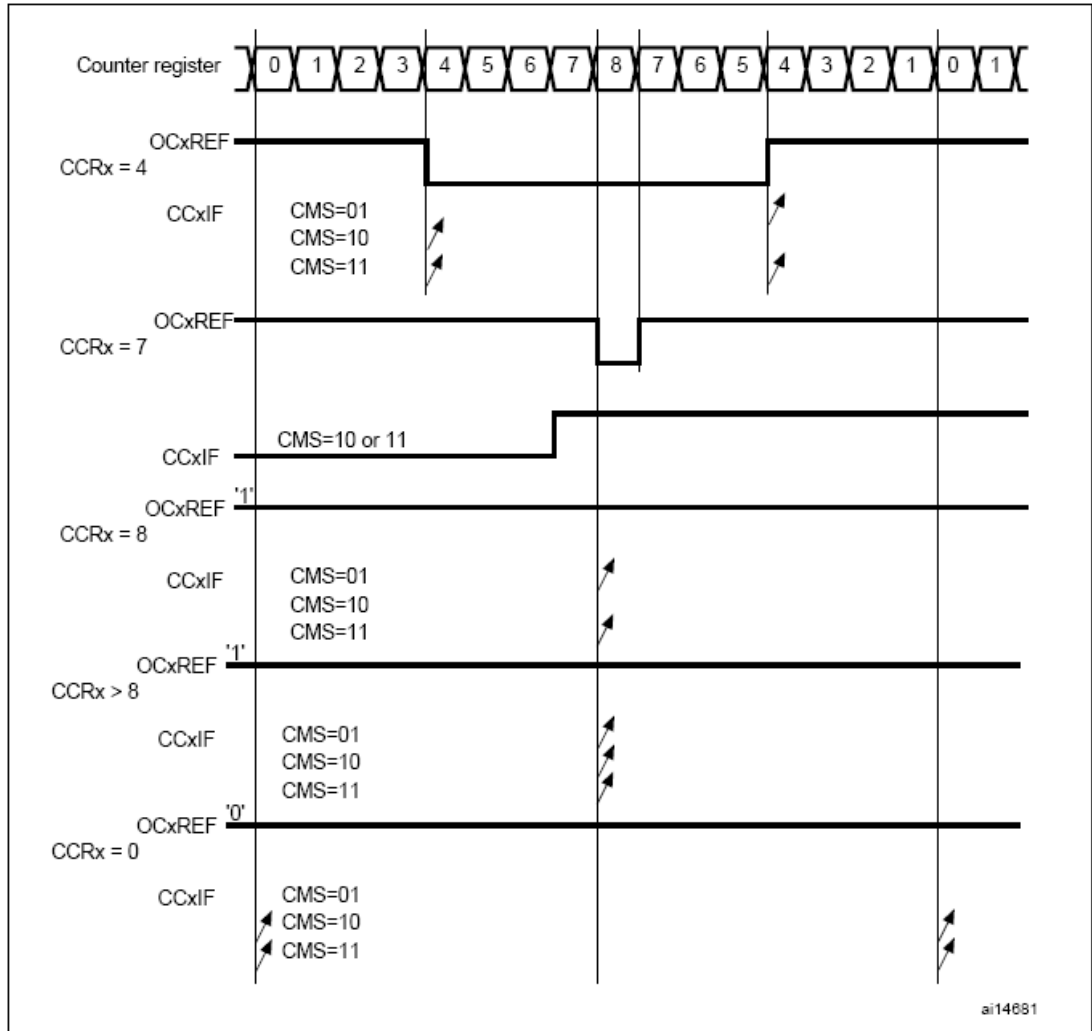 Counter register 0 1 2 3 4 5 6 7 8 7 6 5 4 3 2 1 0 1
OCxREF
CCRx = 4
CCxIF
CMS=01
CMS=10
CMS=11
OCxREF
CCRx = 7
CMS=10 or 11
CCxIF
OCxREF '1'
CCRx = 8
CCxIF
CMS=01
CMS=10
CMS=11
OCxREF '1'
CCRx > 8
CCxIF
CMS=01
CMS=10
CMS=11
OCxREF '0'
CCRx = 0
CCxIF
CMS=01
CMS=10
CMS=11
ai14681